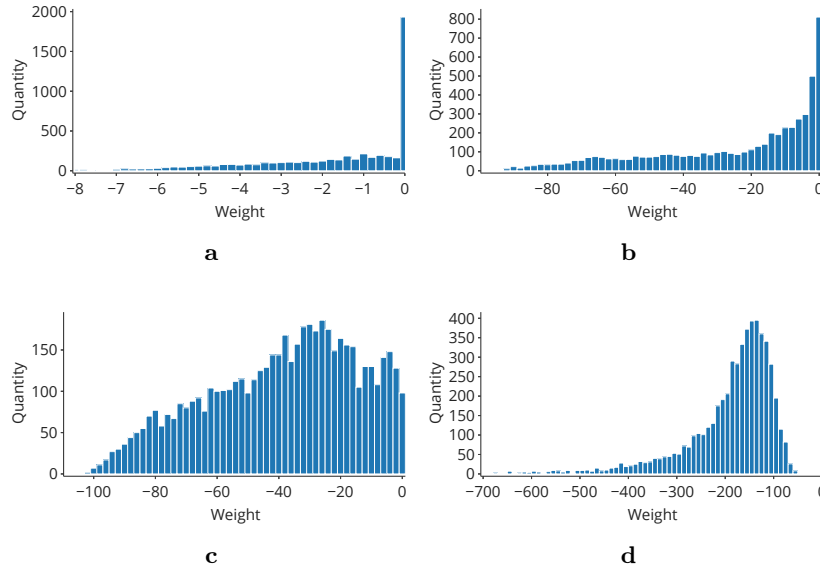 2000
1500
1000
500
0
Quantity
−8 −7 −6 −5 −4 −3 −2 −1 0
Weight
a
800
700
600
500
400
300
200
100
0
Quantity
−80 −60 −40 −20 0
Weight
b
150
100
50
0
Quantity
−100 −80 −60 −40 −20 0
Weight
c
400
350
300
250
200
150
100
50
0
Quantity
−700 −600 −500 −400 −300 −200 −100 0
Weight
d